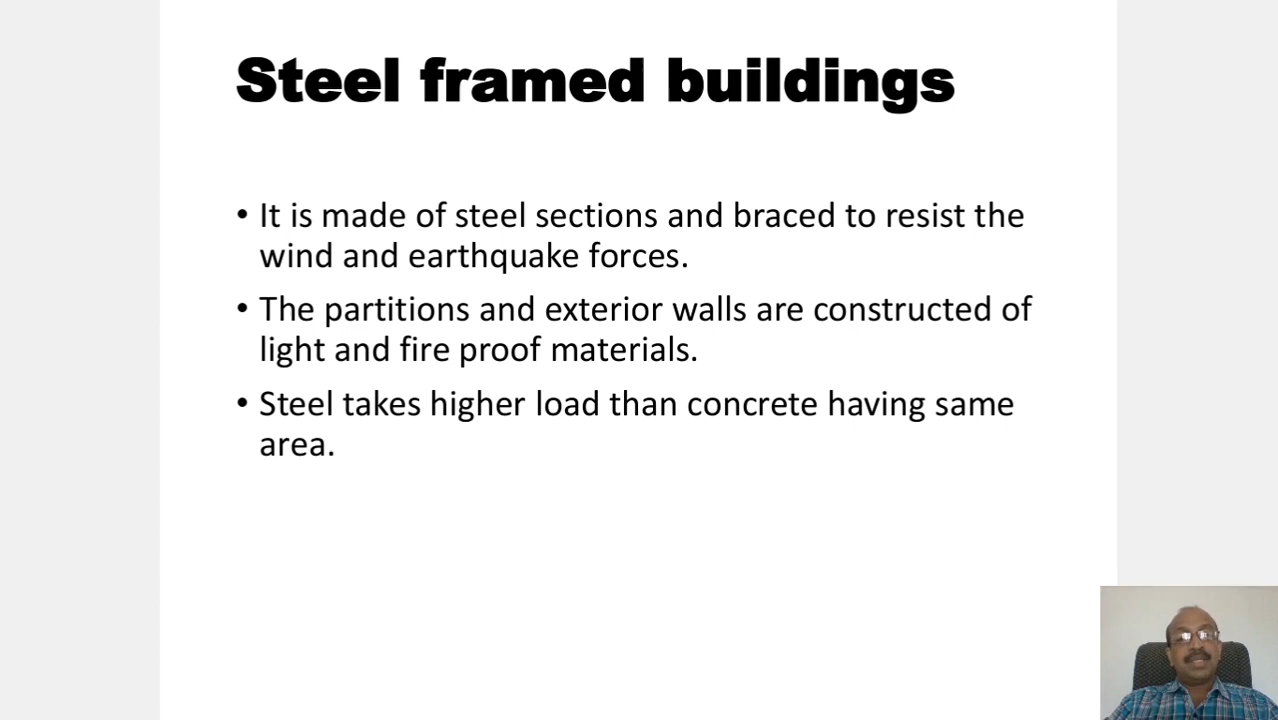 Steel framed buildings
• It is made of steel sections and braced to resist the
wind and earthquake forces.
• The partitions and exterior walls are constructed of
light and fire proof materials.
• Steel takes higher load than concrete having same
area.